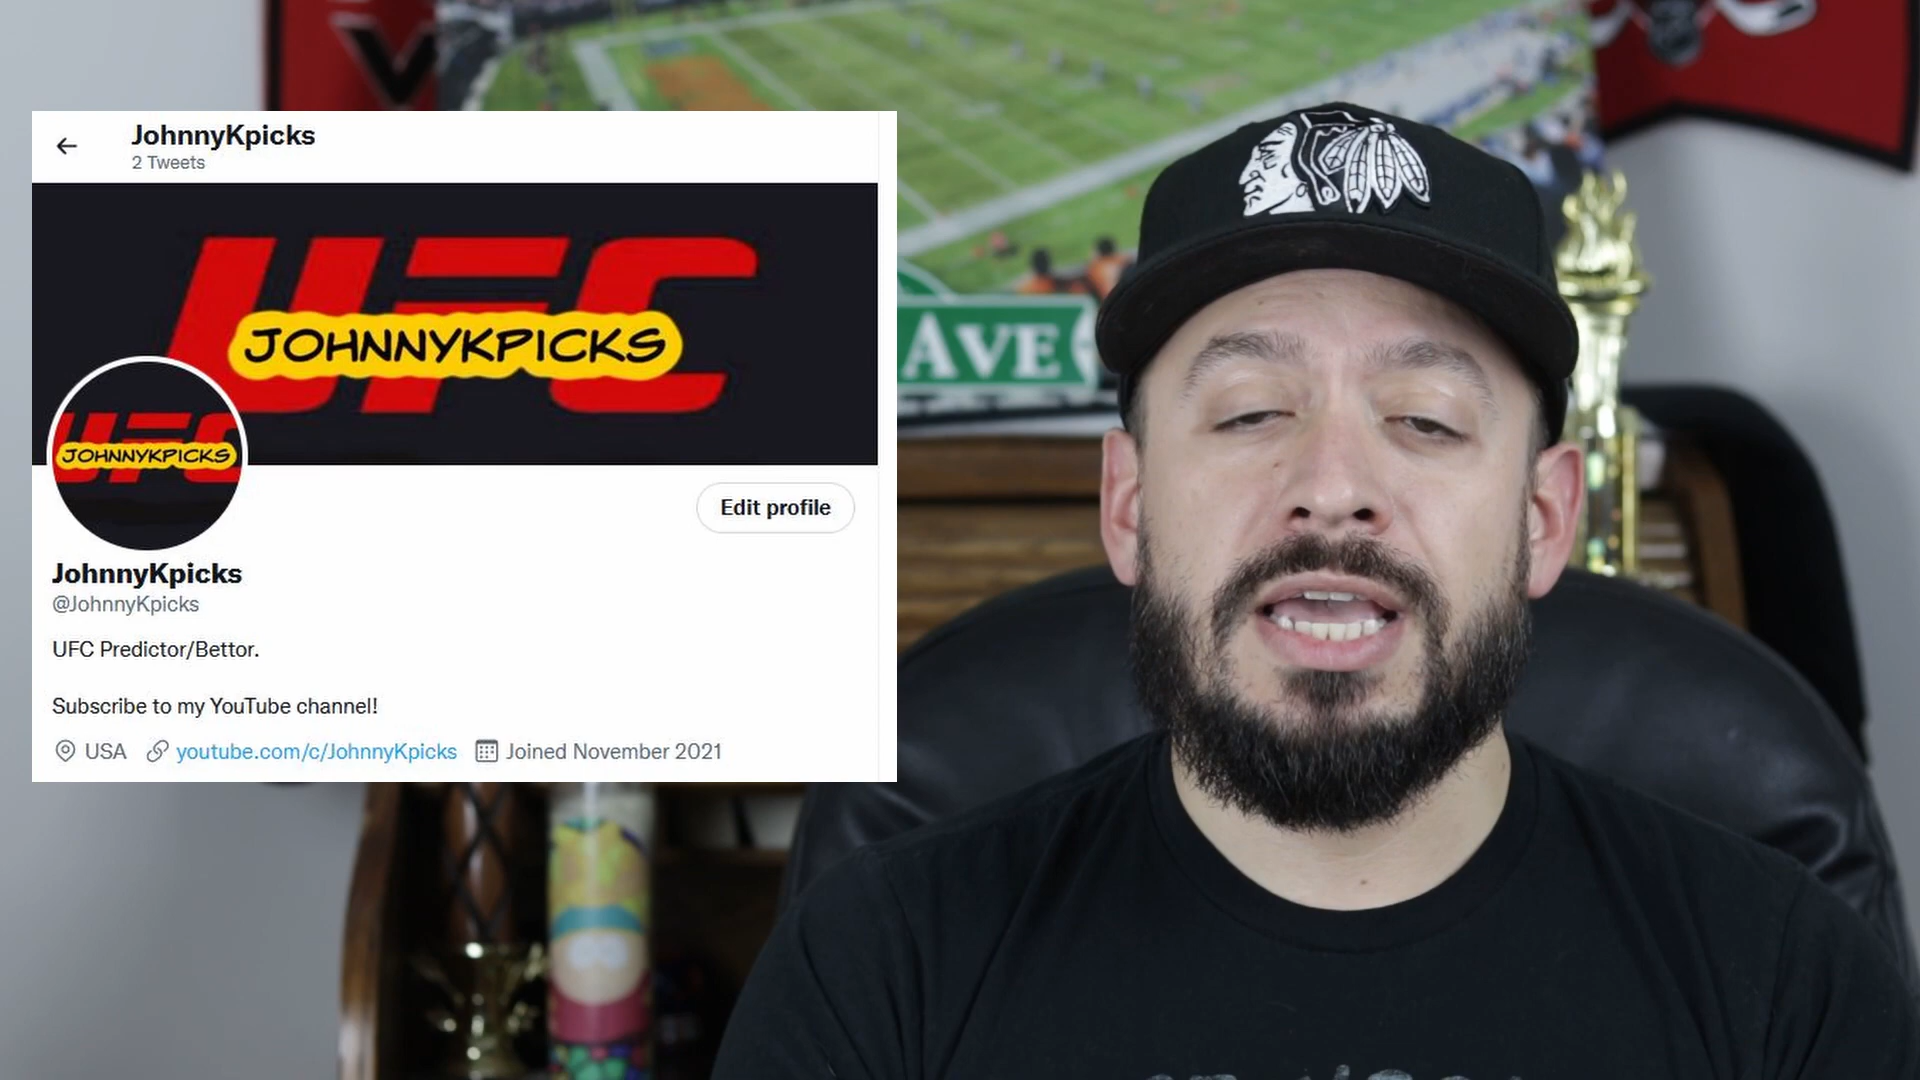 JohnnyKpicks
2 Tweets
UFC
JOHNNYKPICKS
UFC
JOHNNYKPICKS
Edit profile
JohnnyKpicks
@JohnnyKpicks
UFC Predictor/Bettor.
Subscribe to my YouTube channel!
USA youtube.com/c/JohnnyKpicks Joined November 2021
AVE